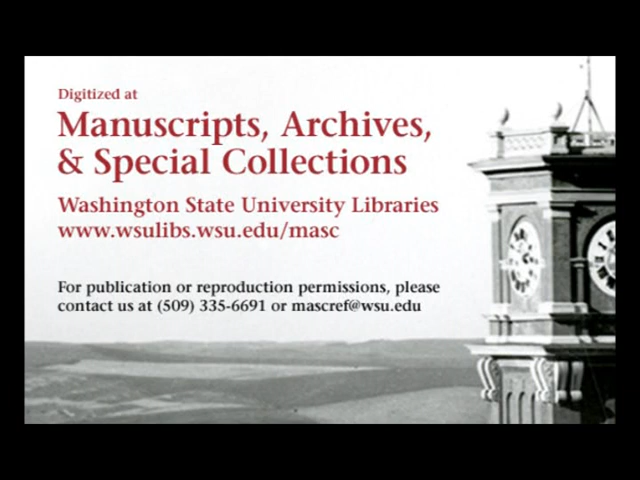 Digitized at
Manuscripts, Archives,
& Special Collections
Washington State University Libraries
www.wsulibs.wsu.edu/masc
For publication or reproduction permissions, please
contact us at (509) 335-6691 or mascref@wsu.edu